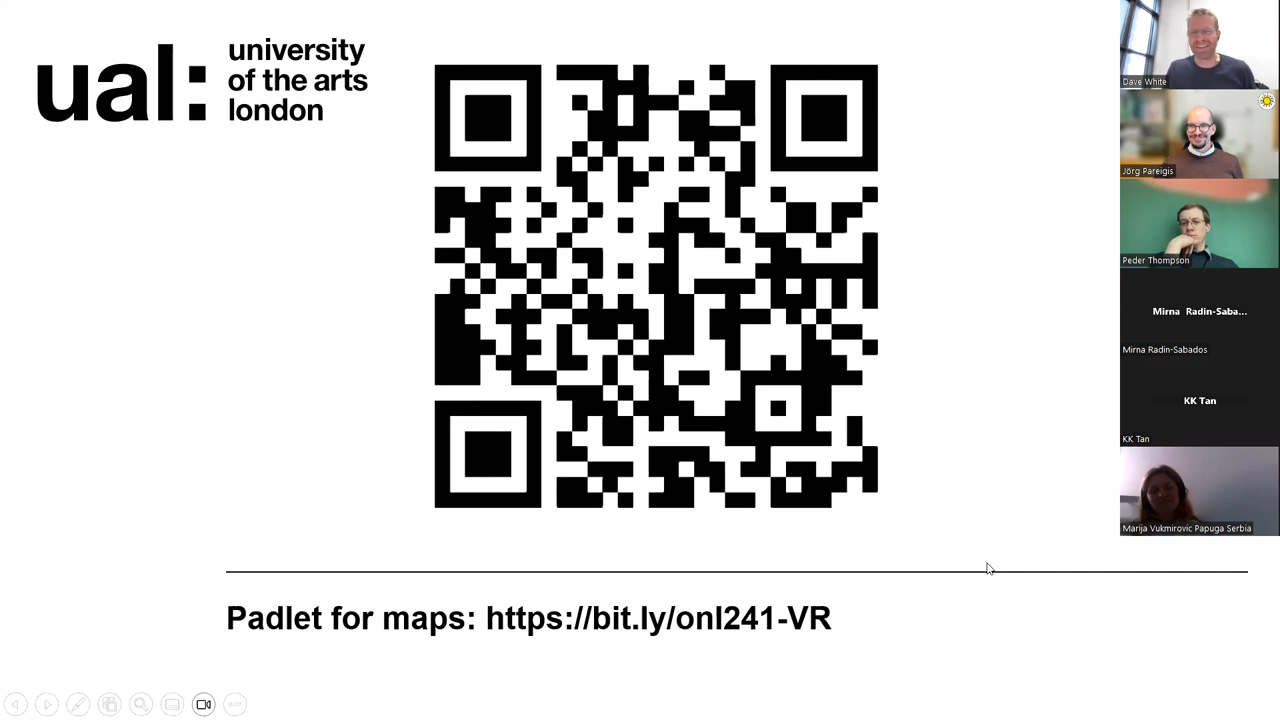 ual:
university
of the arts
london
Padlet for maps: https://bit.ly/onl241-VR
Dave White
Jörg Pareigis
Peder Thompson
Mirna Radin-Saba...
Mirna Radin-Sabados
KK Tan
KK Tan
Marija Vukmirovic Papuga Serbia